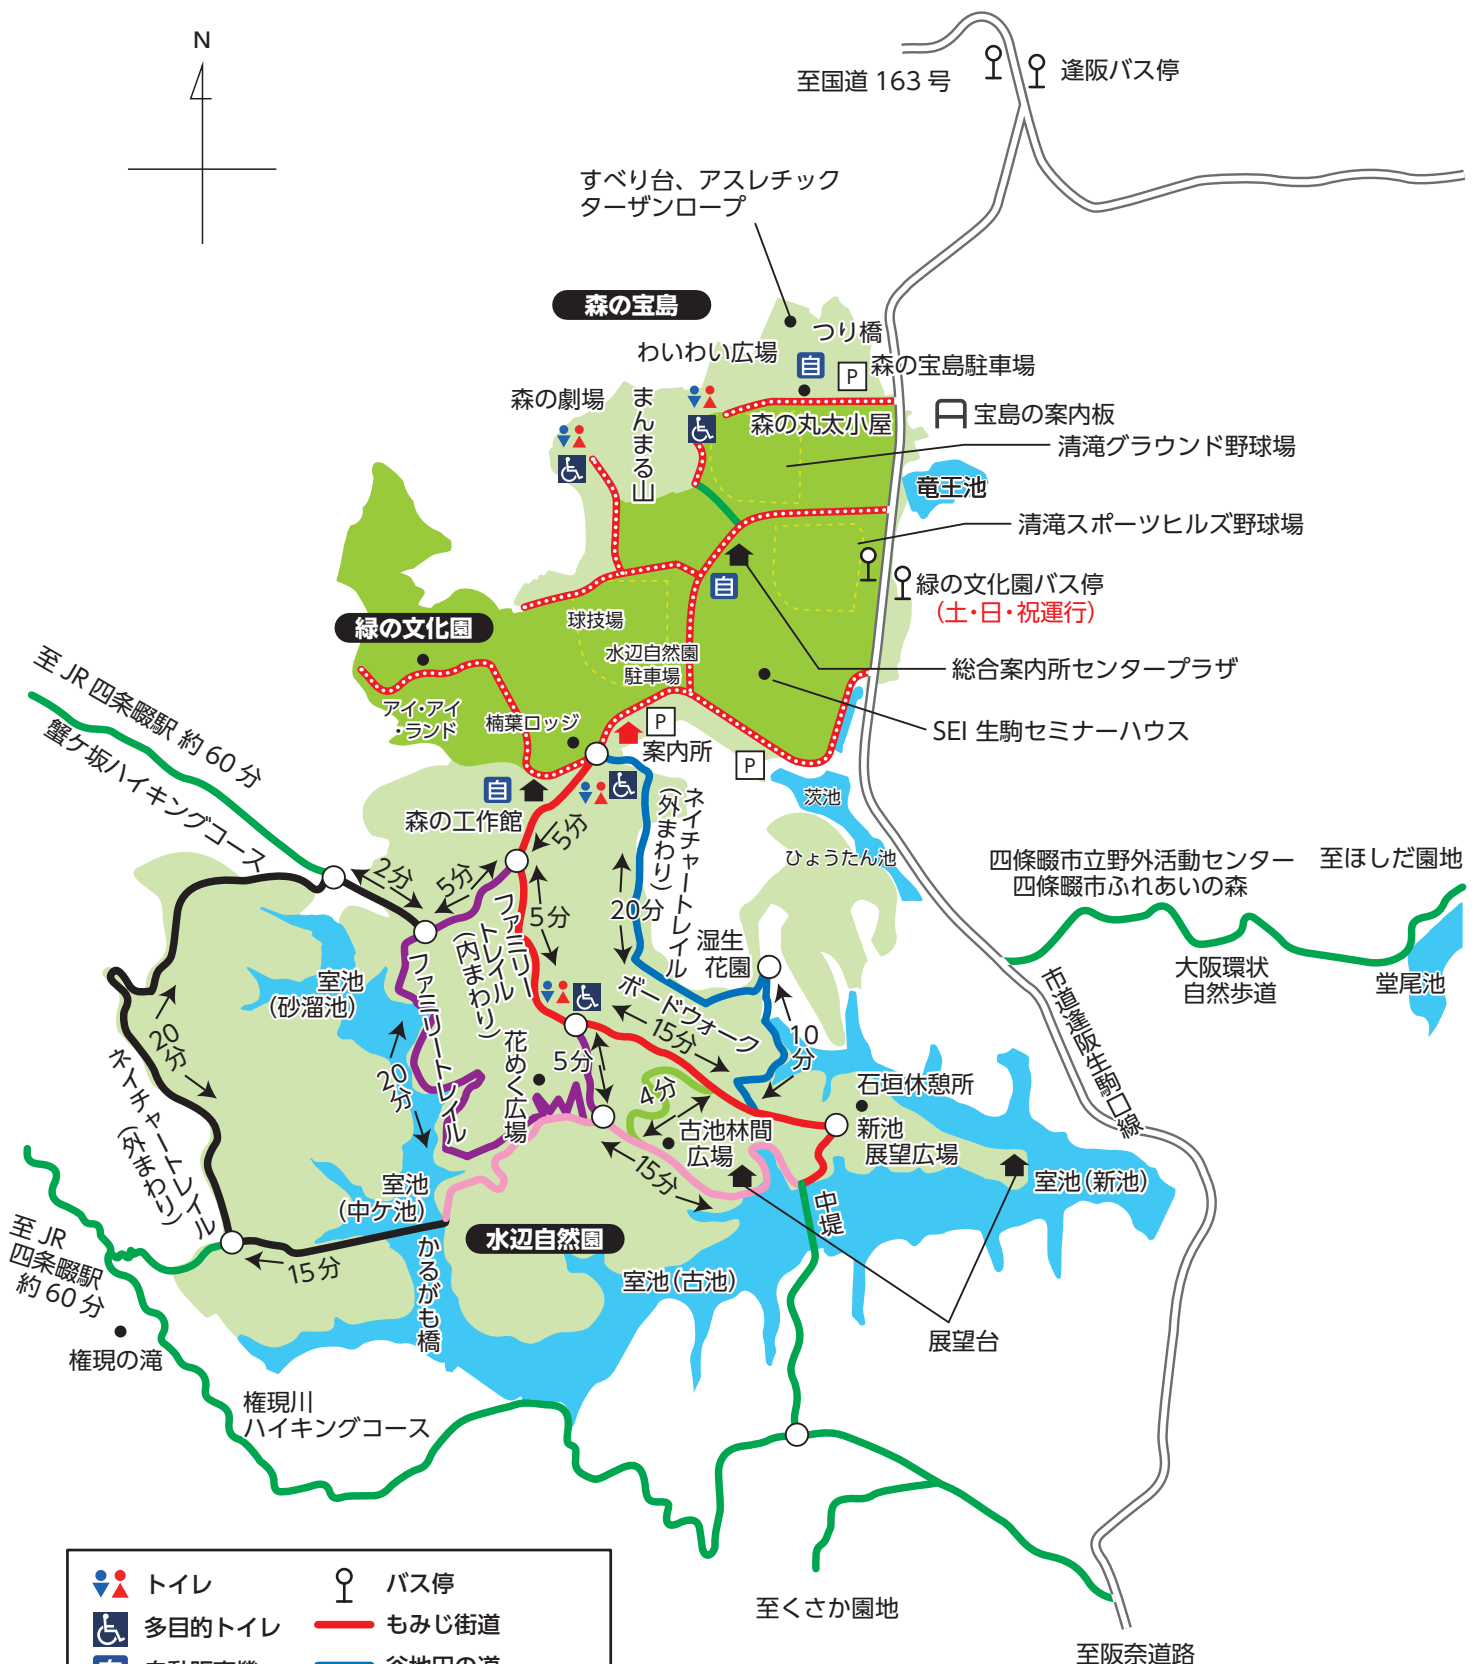 N
至国道 163 号
逢阪バス停
すべり台、アスレチック
ターザンロープ
森の宝島
つり橋
わいわい広場
自
P
森の宝島駐車場
森の劇場
まんまる山
森の丸太小屋
宝島の案内板
清滝グラウンド野球場
竜王池
清滝スポーツヒルズ野球場
自
緑の文化園バス停
(土・日・祝運行)
緑の文化園
球技場
水辺自然園
駐車場
総合案内所センタープラザ
至 JR 四条畷駅 約 60 分
蟹ケ坂ハイキングコース
アイ・アイ
・ランド
楠葉ロッジ
P
案内所
SEI 生駒セミナーハウス
P
自
森の工作館
茨池
ネイチャートレイル
(外まわり)
ひょうたん池
四條畷市立野外活動センター
四條畷市ふれあいの森
至ほしだ園地
5分
2分
5分
5分
20分
ファミリー
トレイル
(内まわり)
湿生
花園
室池
(砂溜池)
ファミリートレイル
ボードウォーク
15分
10
分
大阪環状
自然歩道
堂尾池
市道逢阪生駒口線
20
分
ネイチャートレイル
(外まわり)
20
分
花めく広場
5分
4分
石垣休憩所
古池林間
広場
新池
展望広場
15分
室池(新池)
室池
(中ケ池)
中堤
水辺自然園
至 JR
四条畷駅
約 60 分
15分
かるがも橋
室池(古池)
展望台
権現の滝
権現川
ハイキングコース
至くさか園地
至阪奈道路
トイレ
バス停
多目的トイレ
もみじ街道